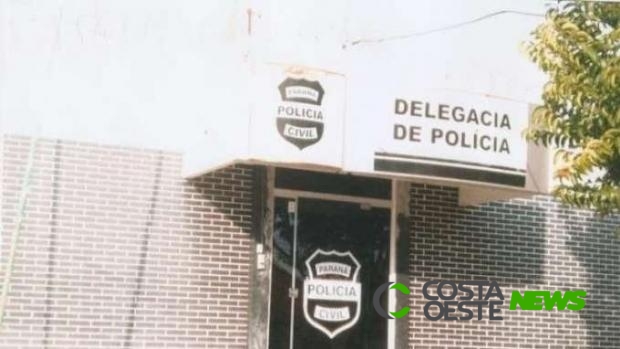 PARANÁ
POLÍCIA
CIVIL
DELEGACIA
DE POLÍCIA
PARANÁ
POLÍCIA
CIVIL
COSTA
OESTE
NEWS